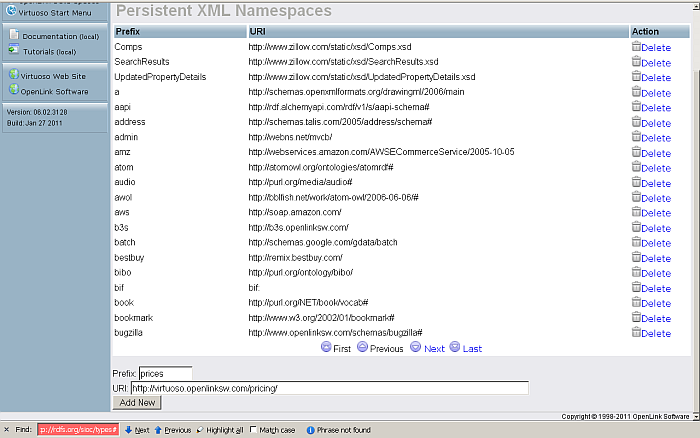 Virtuoso Start Menu
Documentation (local)
Tutorials (local)
Virtuoso Web Site
OpenLink Software
Version: 06.02.3128
Build: Jan 27 2011
Persistent XML Namespaces
Prefix URI Action
Comps http://www.zillow.com/static/xsd/Comps.xsd Delete
SearchResults http://www.zillow.com/static/xsd/SearchResults.xsd Delete
UpdatedPropertyDetails http://www.zillow.com/static/xsd/UpdatedPropertyDetails.xsd Delete
a http://schemas.openxmlformats.org/drawingml/2006/main Delete
aapi http://rdf.alchemyapi.com/rdf/v1/s/aapi-schema# Delete
address http://schemas.talis.com/2005/address/schema# Delete
admin http://webns.net/mvcb/ Delete
amz http://webservices.amazon.com/AWSECommerceService/2005-10-05 Delete
atom http://atomowl.org/ontologies/atomrdf# Delete
audio http://purl.org/media/audio# Delete
awol http://bblfish.net/work/atom-owl/2006-06-06/# Delete
aws http://soap.amazon.com/ Delete
b3s http://b3s.openlinksw.com/ Delete
batch http://schemas.google.com/gdata/batch Delete
bestbuy http://remix.bestbuy.com/ Delete
bibo http://purl.org/ontology/bibo/ Delete
bif bif: Delete
book http://purl.org/NET/book/vocab# Delete
bookmark http://www.w3.org/2002/01/bookmark# Delete
bugzilla http://www.openlinksw.com/schemas/bugzilla# Delete
First Previous Next Last
Prefix: prices
URI: http://virtuoso.openlinksw.com/pricing/
Add New
Copyright © 1998-2011 OpenLink Software
× Find: p://rdfs.org/sioc/types# Next Previous Highlight all Match case Phrase not found